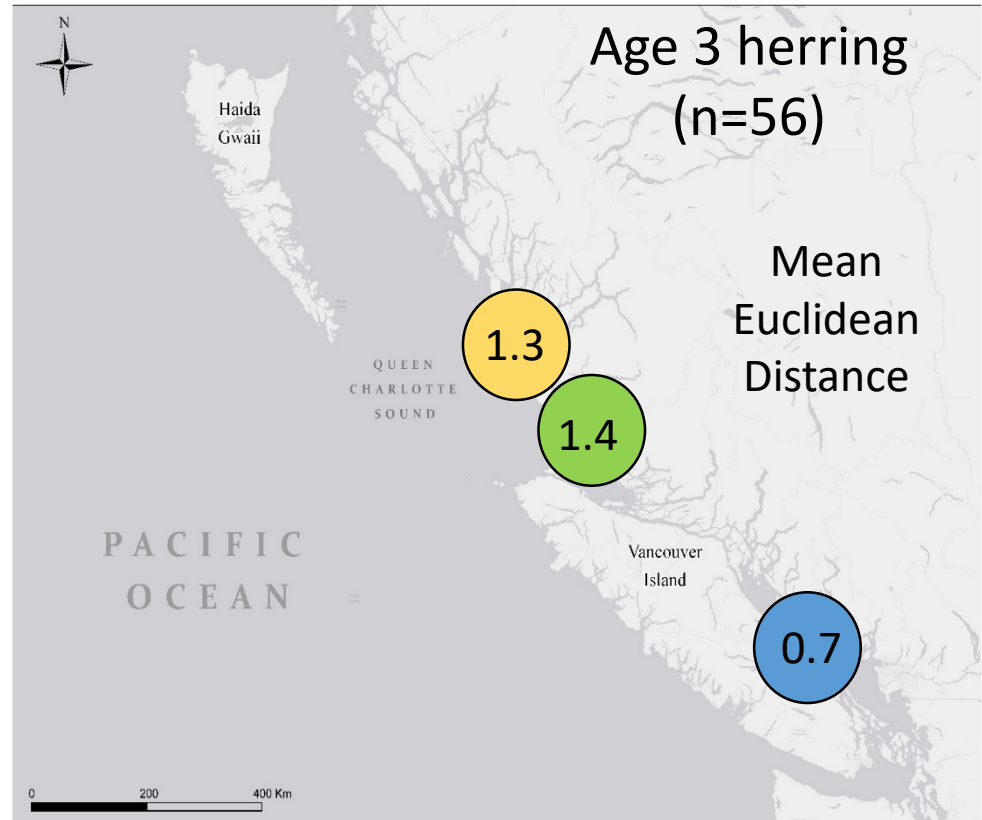 N
Age 3 herring
(n=56)
Haida
Gwaii
Mean
Euclidean
Distance
1.3
QUEEN
CHARLOTTE
SOUND
1.4
PACIFIC
OCEAN
Vancouver
Island
0.7
0 200 400 Km